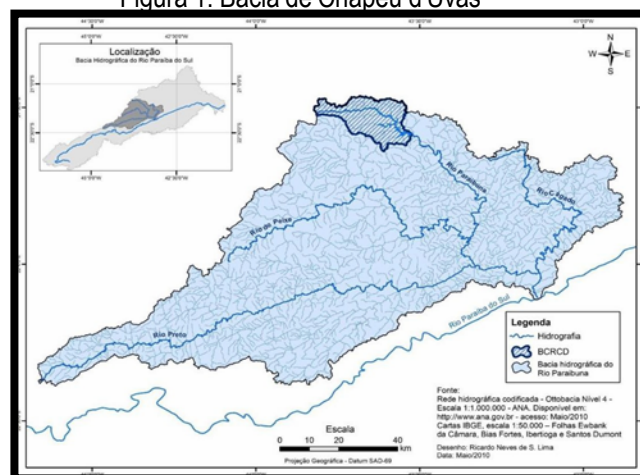 Figura 1: Bacia de Chapéu d'Uvas
Localização
Bacia Hidrográfica do Rio Paraíba do Sul
N
W
E
S
Rio Paraibuna
Rio Cágado
Rio do Peixe
Rio Preto
Rio Paraíba do Sul
Legenda
Hidrografia
BCRCD
Bacia hidrográfica do
Rio Paraibuna
Fonte:
Rede hidrográfica codificada - Ottobacia Nível 4 -
Escala 1:1.000.000 - ANA. Disponível em:
http://www.ana.gov.br - acesso: Maio/2010
Cartas IBGE, escala 1:50.000 – Folhas Ewbank
da Câmara, Bias Fortes, Ibertioga e Santos Dumont
Desenho: Ricardo Neves de S. Lima
Data: Maio/2010
Escala
0 10 20 40
km
Projeção Geográfica - Datum SAD-69